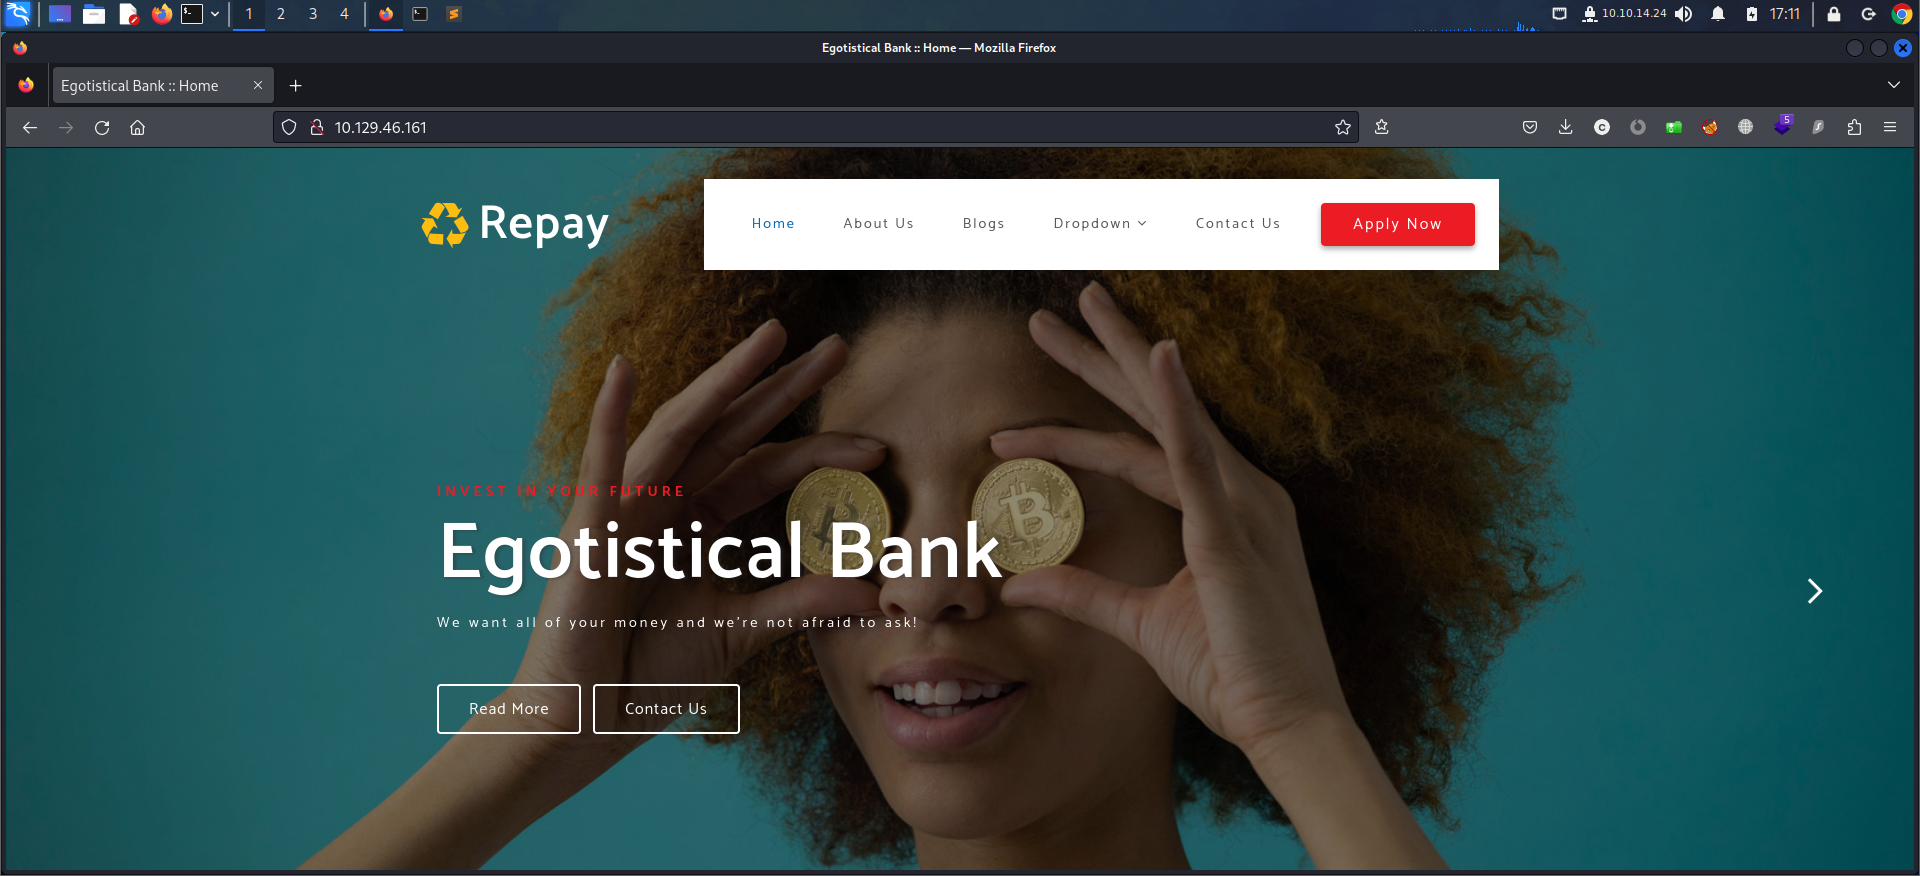 1 2 3 4
10.10.14.24
17:11
Egotistical Bank :: Home — Mozilla Firefox
Egotistical Bank :: Home
10.129.46.161
5
Repay
Home About Us Blogs Dropdown Contact Us Apply Now
INVEST IN YOUR FUTURE
Egotistical Bank
We want all of your money and we're not afraid to ask!
Read More Contact Us